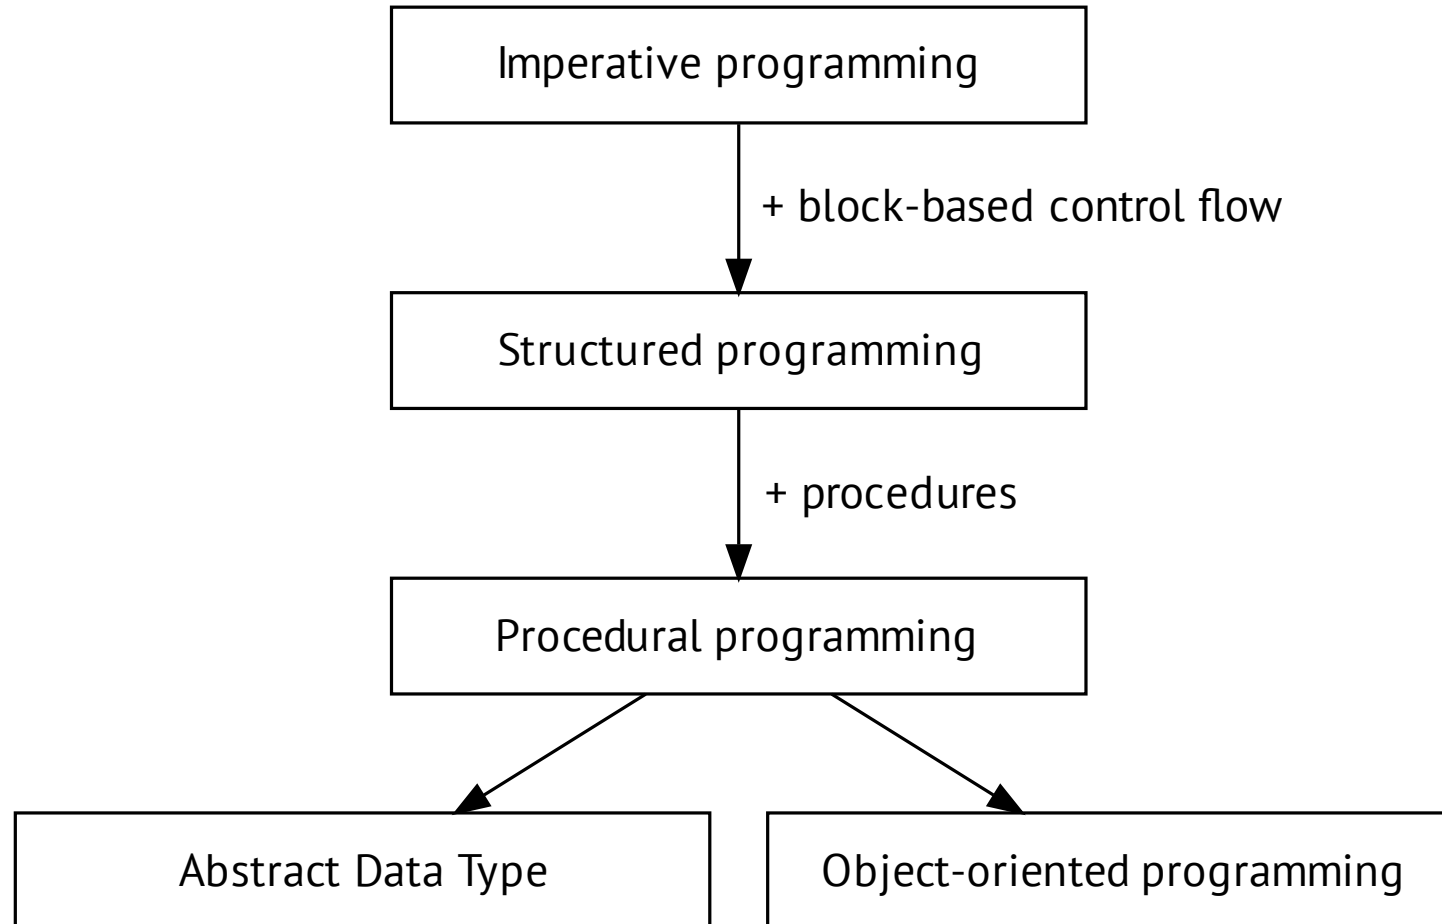 Imperative programming
+ block-based control flow
Structured programming
+ procedures
Procedural programming
Abstract Data Type
Object-oriented programming